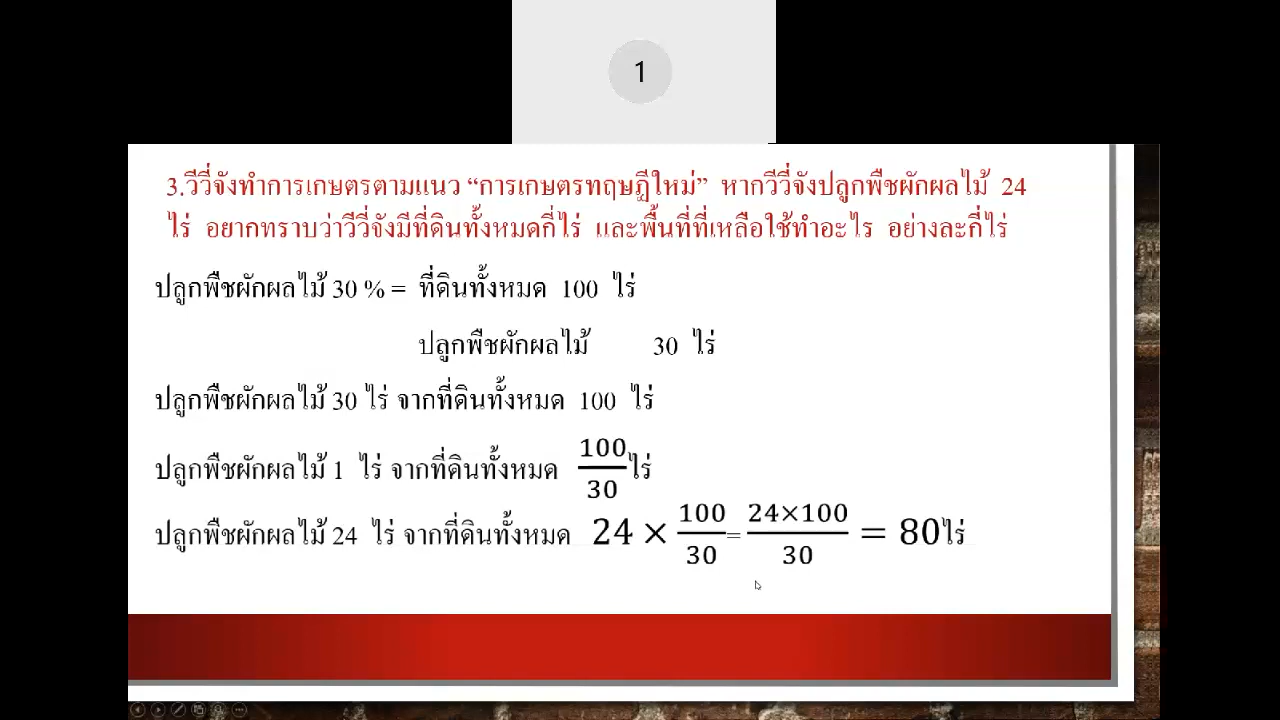 1
3.วีวี่จังทำการเกษตรตามแนว “การเกษตรทฤษฎีใหม่” หากวีวี่จังปลูกพืชผักผลไม้ 24
ไร่ อยากทราบว่าวีวี่จังมีที่ดินทั้งหมดกี่ไร่ และพื้นที่ที่เหลือใช้ทำอะไร อย่างละกี่ไร่
ปลูกพืชผักผลไม้ 30 % = ที่ดินทั้งหมด 100 ไร่
ปลูกพืชผักผลไม้ 30 ไร่
ปลูกพืชผักผลไม้ 30 ไร่ จากที่ดินทั้งหมด 100 ไร่
ปลูกพืชผักผลไม้ 1 ไร่ จากที่ดินทั้งหมด 100/30 ไร่
ปลูกพืชผักผลไม้ 24 ไร่ จากที่ดินทั้งหมด 24 × 100/30 = 24×100/30 = 80ไร่